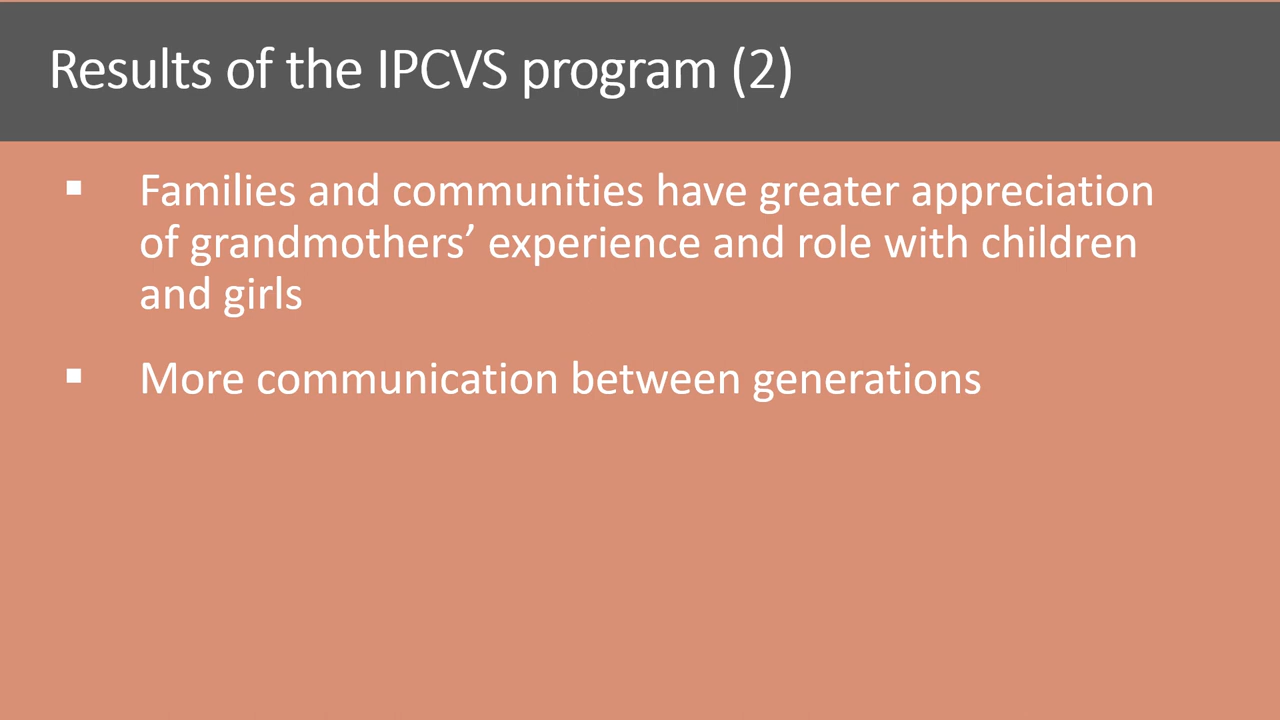 Results of the IPCVS program (2)
▪ Families and communities have greater appreciation
of grandmothers’ experience and role with children
and girls
▪ More communication between generations